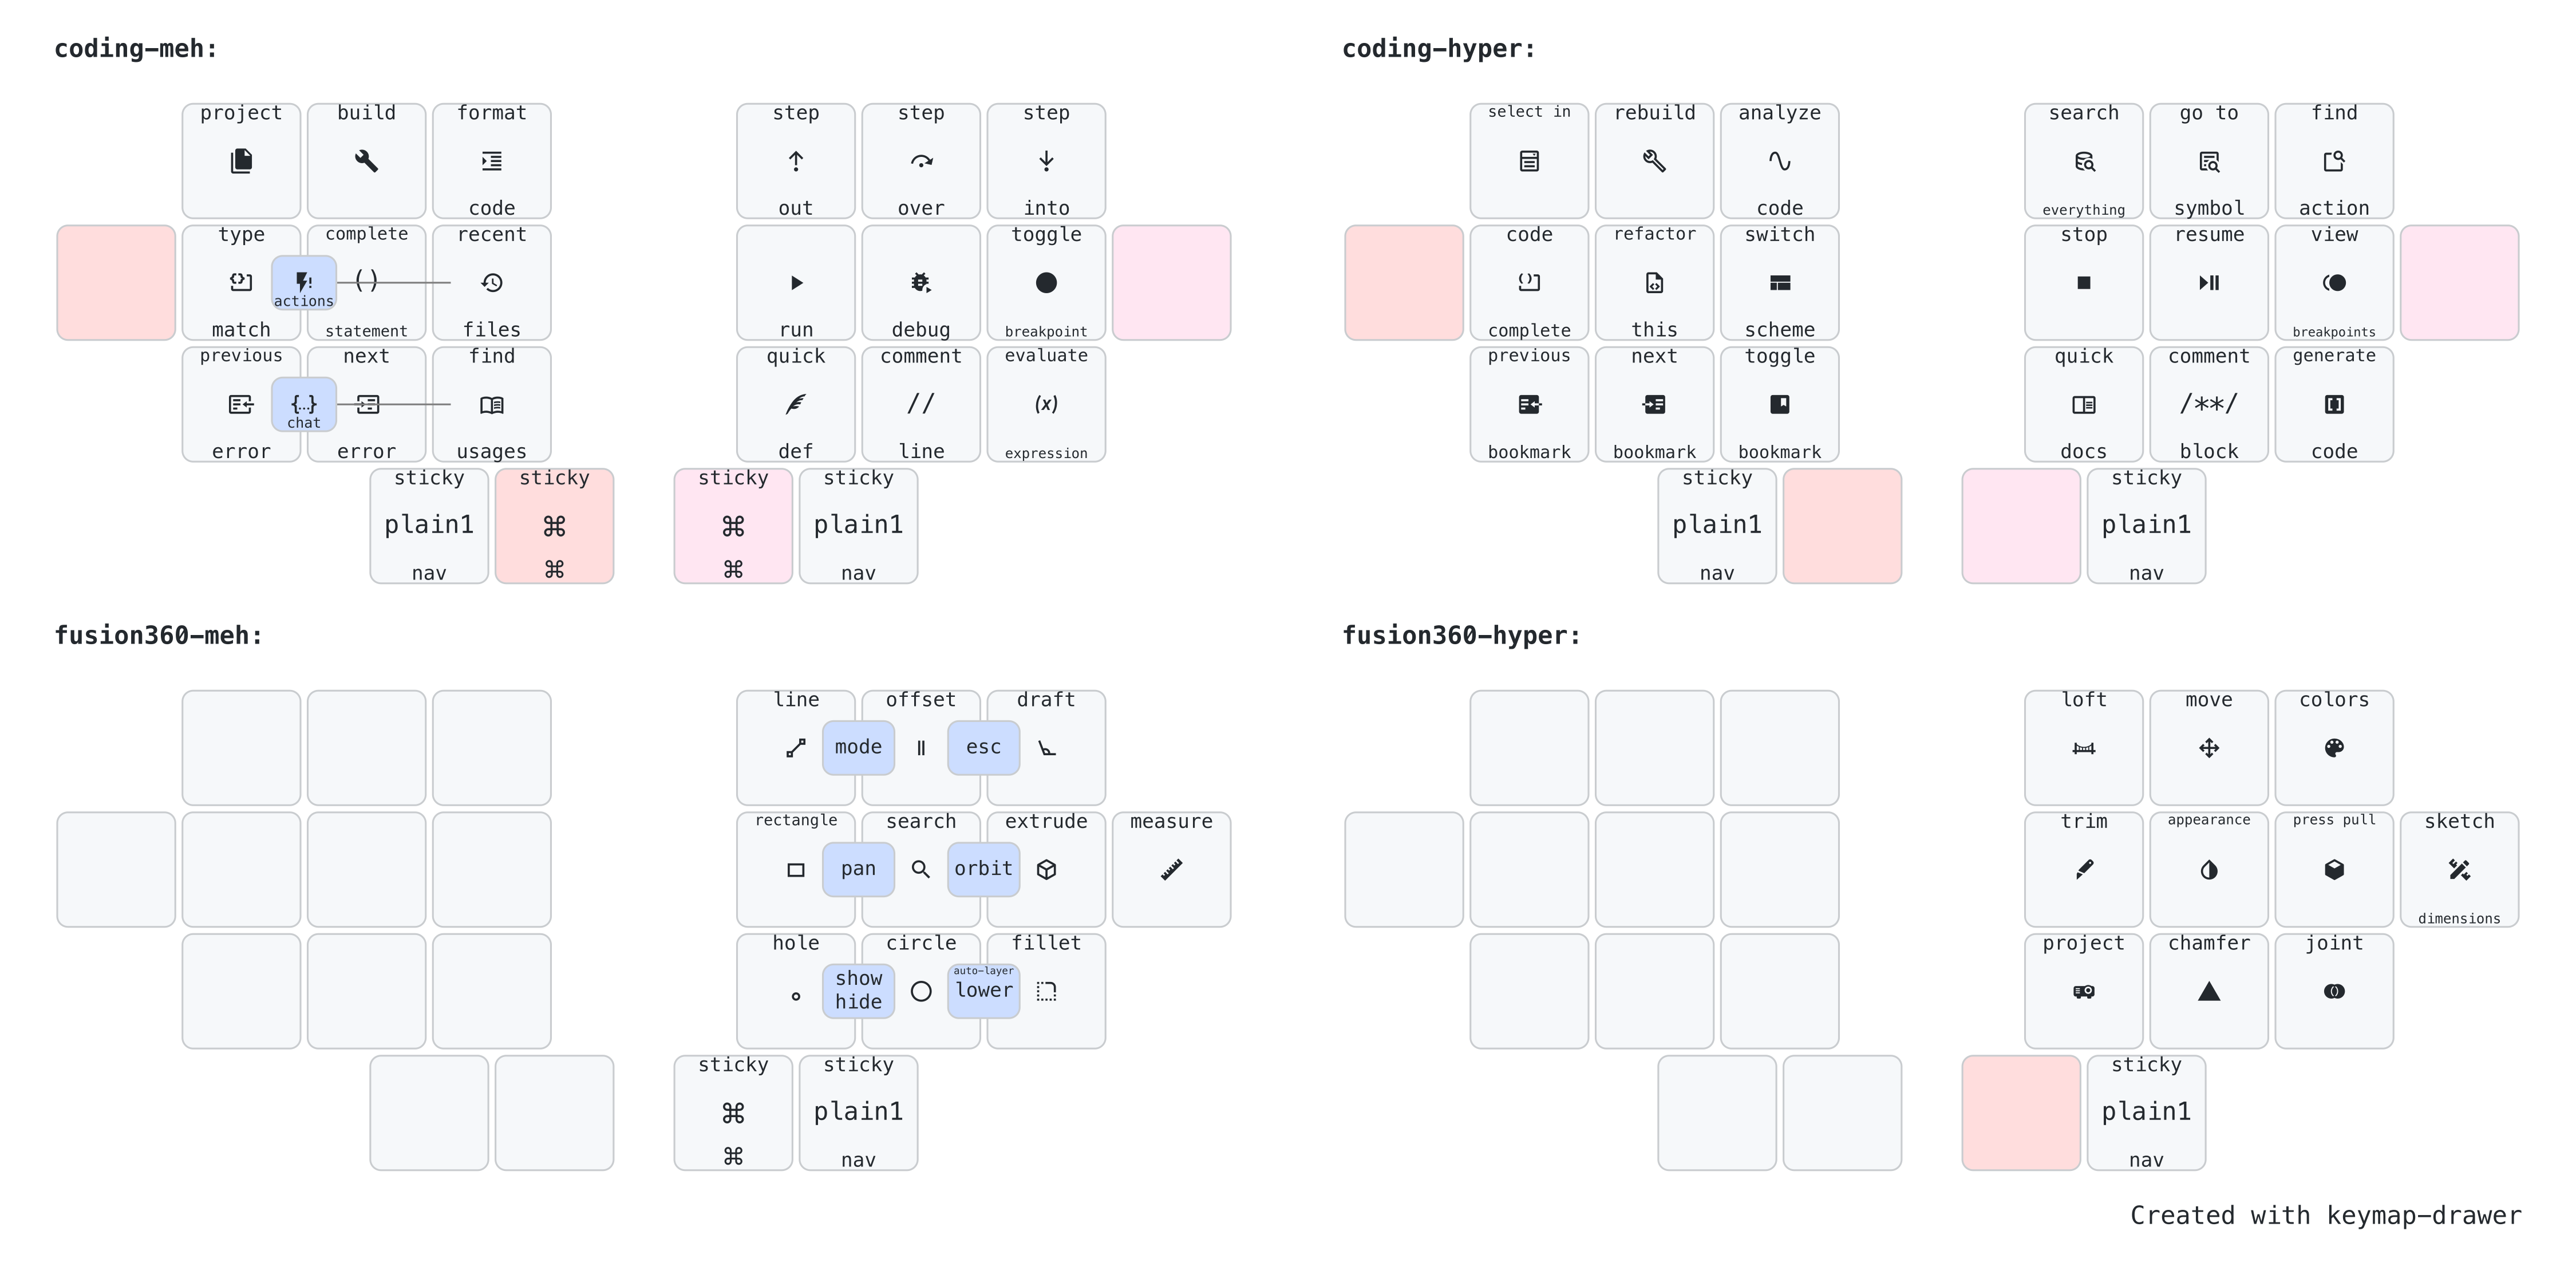 coding-meh:
project build format
code
step step step
out over into
type complete recent
actions
( )
match statement files
toggle
run debug breakpoint
previous next find
{...}
chat
error error usages
quick comment evaluate
// (x)
def line expression
sticky sticky sticky sticky
plain1 ⌘ ⌘ plain1
nav ⌘ ⌘ nav
coding-hyper:
select in rebuild analyze
code
search go to find
everything symbol action
code refactor switch
complete this scheme
stop resume view
breakpoints
previous next toggle
bookmark bookmark bookmark
quick comment generate
/**/
docs block code
sticky sticky
plain1 plain1
nav nav
fusion360-meh:
line offset draft
mode esc
rectangle search extrude measure
pan orbit
hole circle fillet
show auto-layer
hide lower
sticky sticky
⌘ plain1
⌘ nav
fusion360-hyper:
loft move colors
trim appearance press pull sketch
dimensions
project chamfer joint
sticky
plain1
nav
Created with keymap-drawer